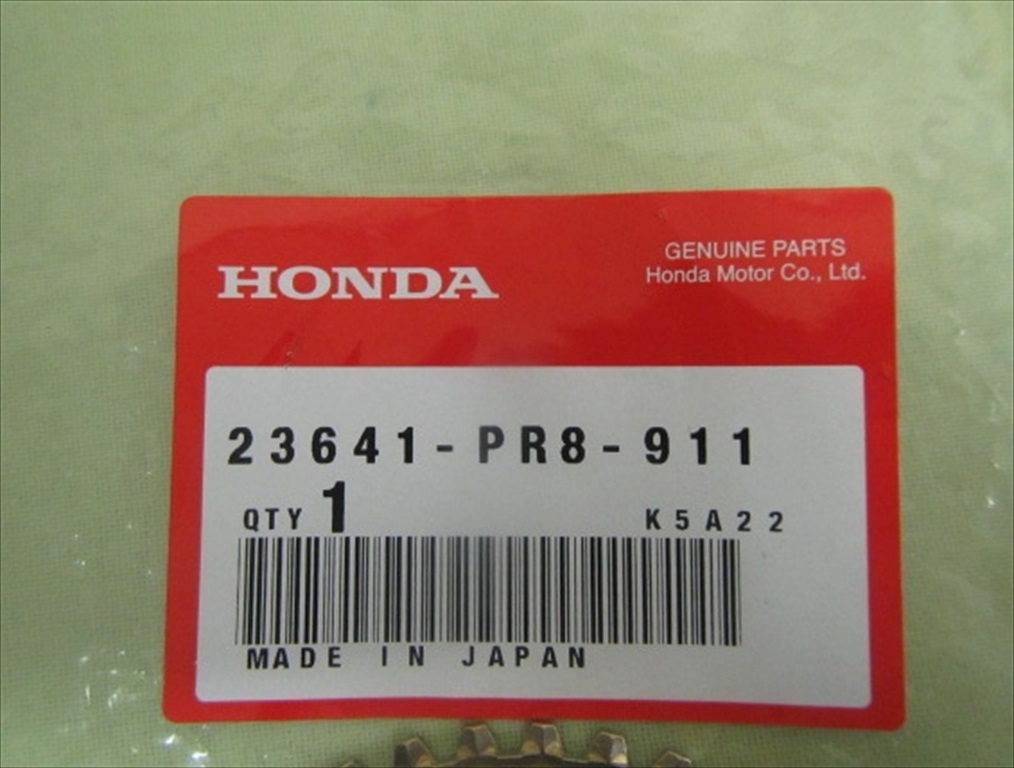 HONDA
GENUINE PARTS
Honda Motor Co., Ltd.
23641-PR8-911
QTY 1 K5A22
MADE IN JAPAN